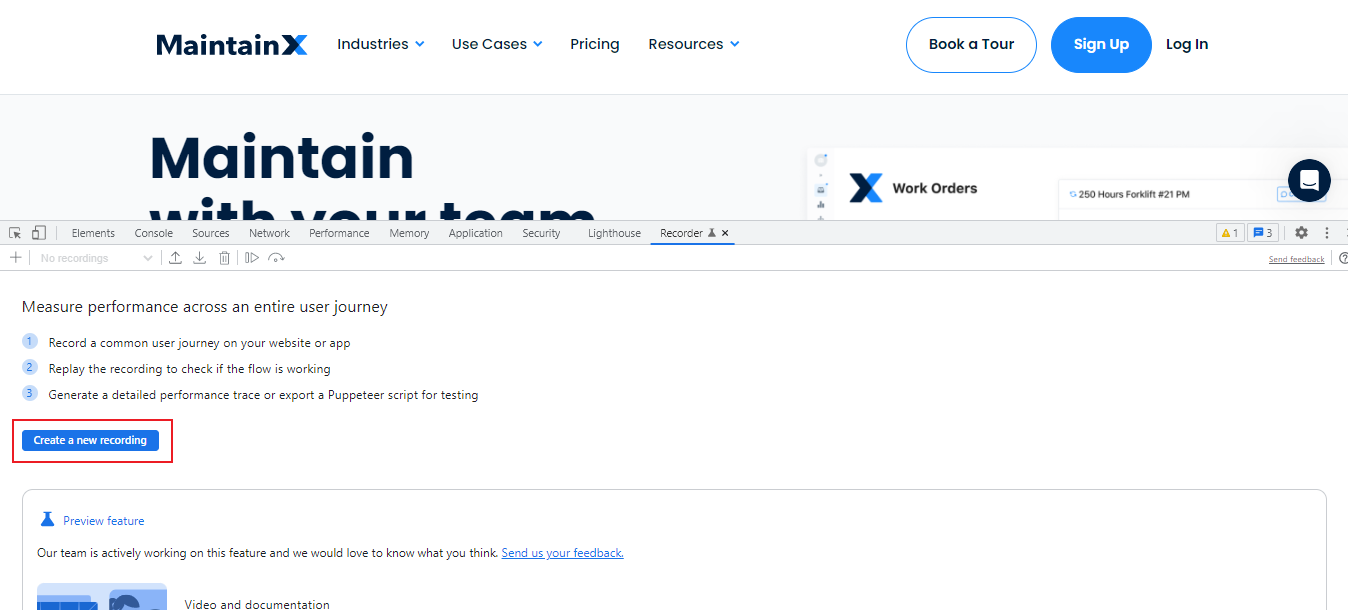 MaintainX Industries Use Cases Pricing Resources Book a Tour Sign Up Log In
Maintain
with your team
Work Orders
250 Hours Forklift #21 PM
Elements Console Sources Network Performance Memory Application Security Lighthouse Recorder 1 3
No recordings Send feedback
Measure performance across an entire user journey
1 Record a common user journey on your website or app
2 Replay the recording to check if the flow is working
3 Generate a detailed performance trace or export a Puppeteer script for testing
Create a new recording
Preview feature
Our team is actively working on this feature and we would love to know what you think. Send us your feedback.
Video and documentation